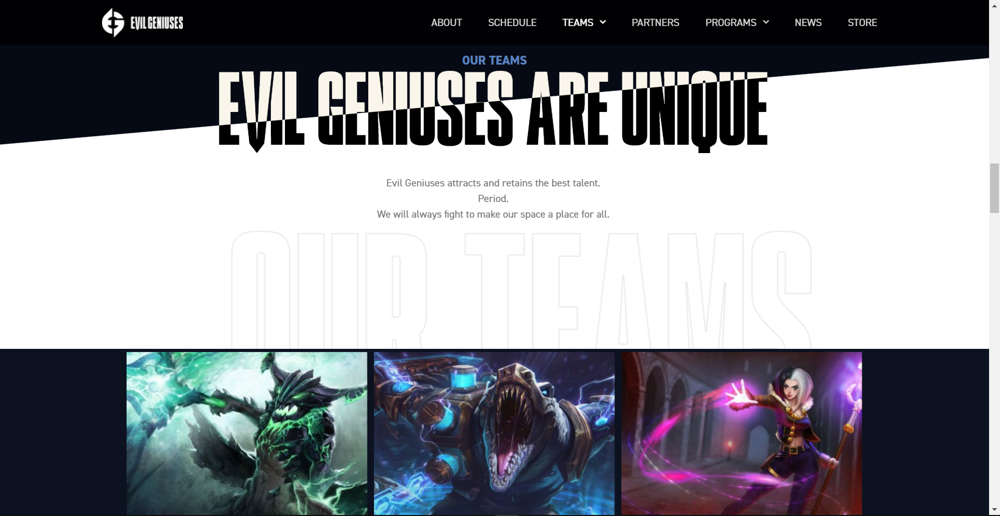 EVIL GENIUSES
ABOUT SCHEDULE TEAMS PARTNERS PROGRAMS NEWS STORE
OUR TEAMS
EVIL GENIUSES ARE UNIQUE
Evil Geniuses attracts and retains the best talent.
Period.
We will always fight to make our space a place for all.
OUR TEAMS